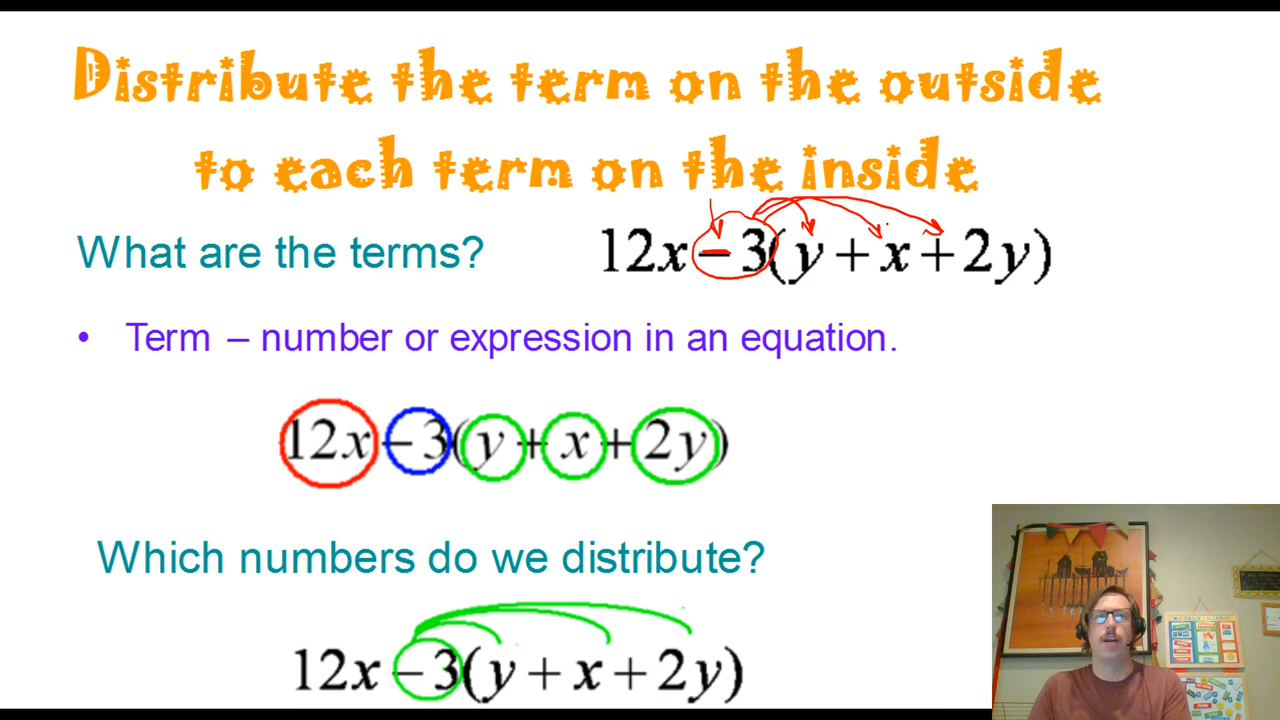 Distribute the term on the outside
to each term on the inside
What are the terms? 12x − 3(y + x + 2y)
• Term – number or expression in an equation.
12x − 3(y + x + 2y)
Which numbers do we distribute?
12x − 3(y + x + 2y)